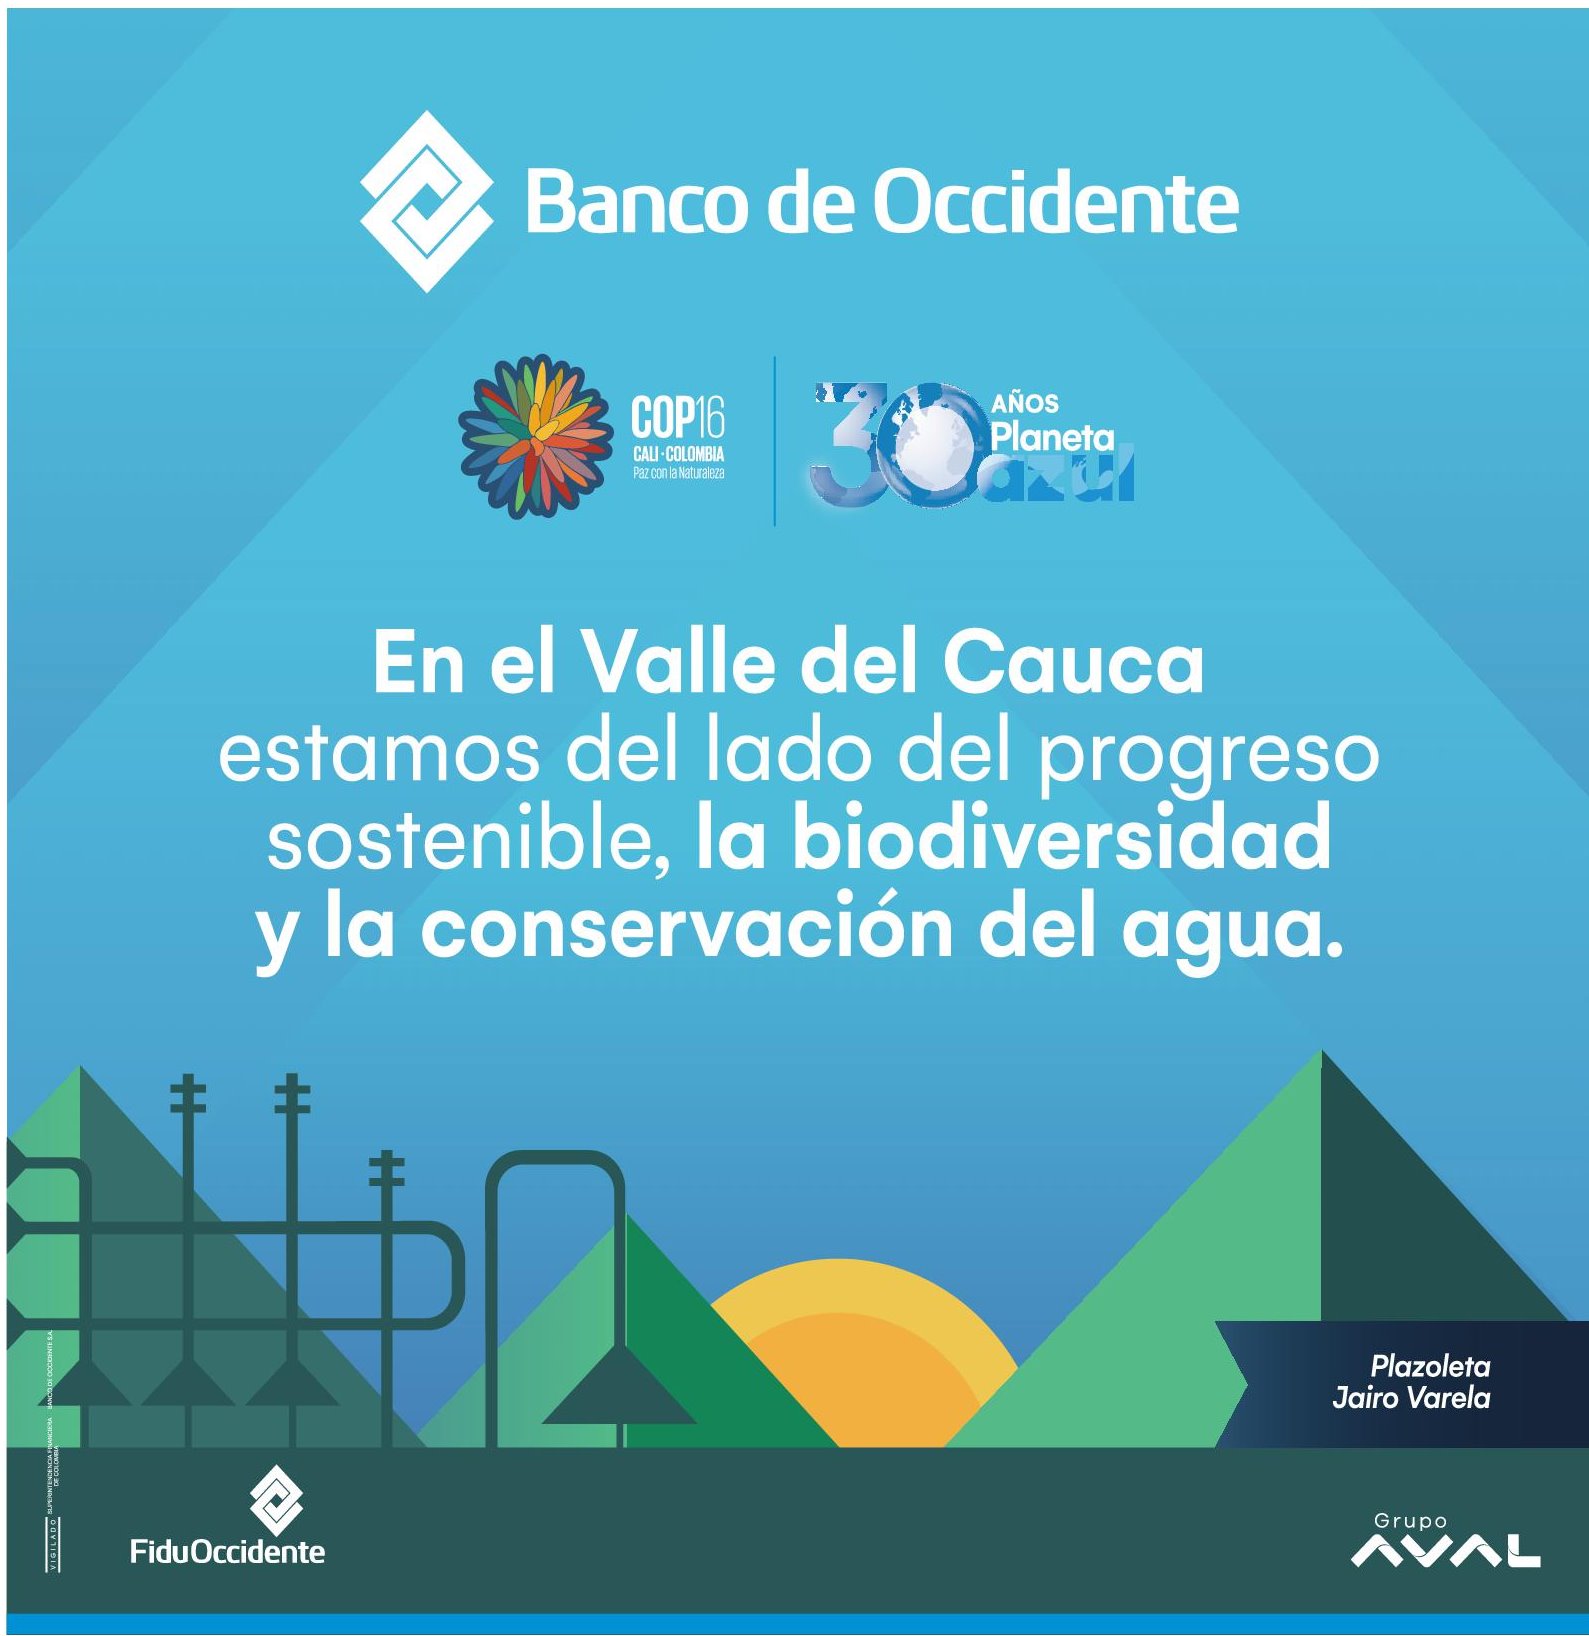 Banco de Occidente
COP16
CALI · COLOMBIA
Paz con la Naturaleza
30 AÑOS
Planeta
azul
En el Valle del Cauca
estamos del lado del progreso
sostenible, la biodiversidad
y la conservación del agua.
Plazoleta
Jairo Varela
VIGILADO SUPERINTENDENCIA FINANCIERA
DE COLOMBIA
BANCO DE OCCIDENTE S.A.
FiduOccidente
Grupo
AVAL